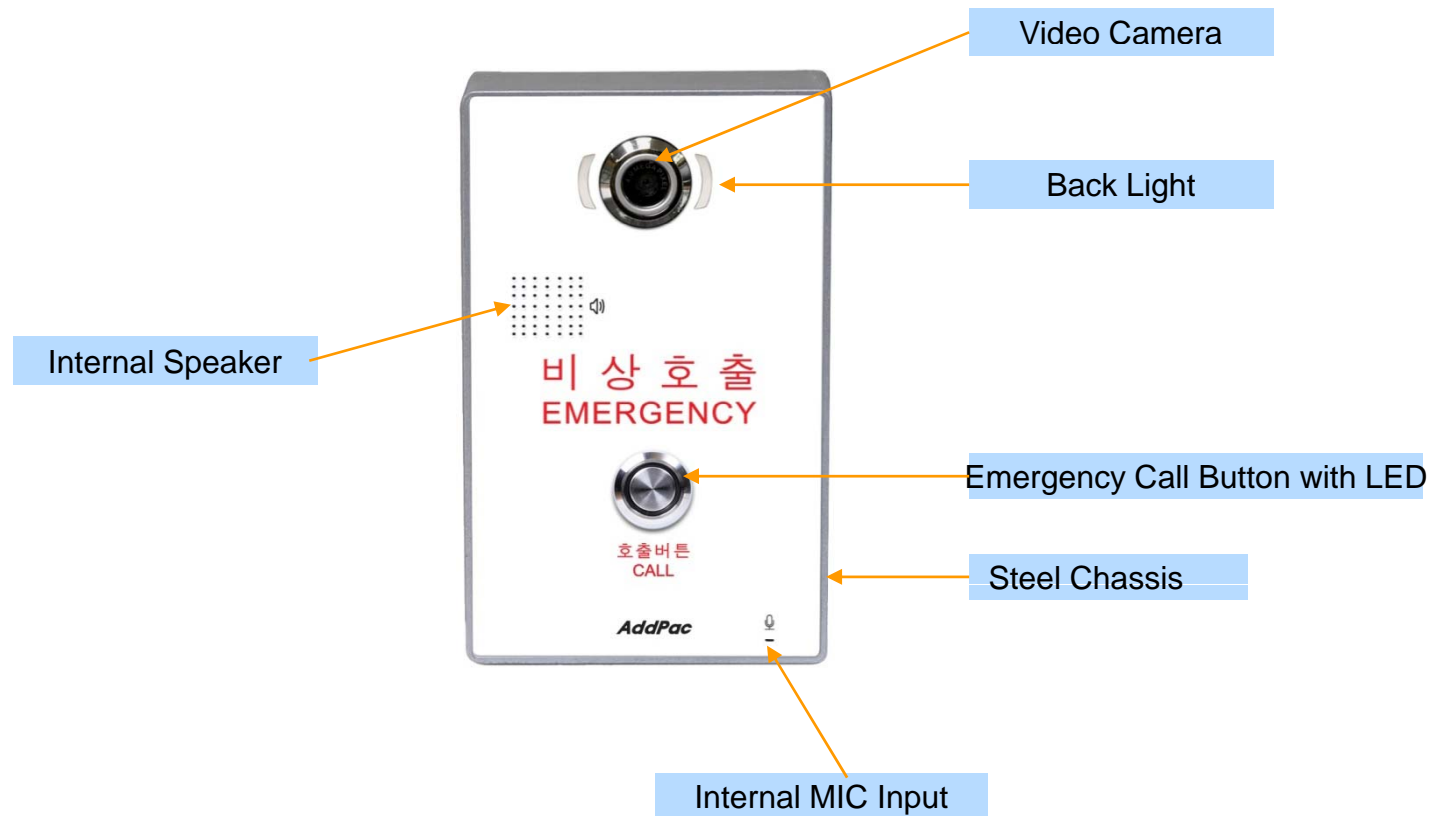 Video Camera
Back Light
Internal Speaker
비상호출
EMERGENCY
Emergency Call Button with LED
호출버튼
CALL
Steel Chassis
AddPac
Internal MIC Input